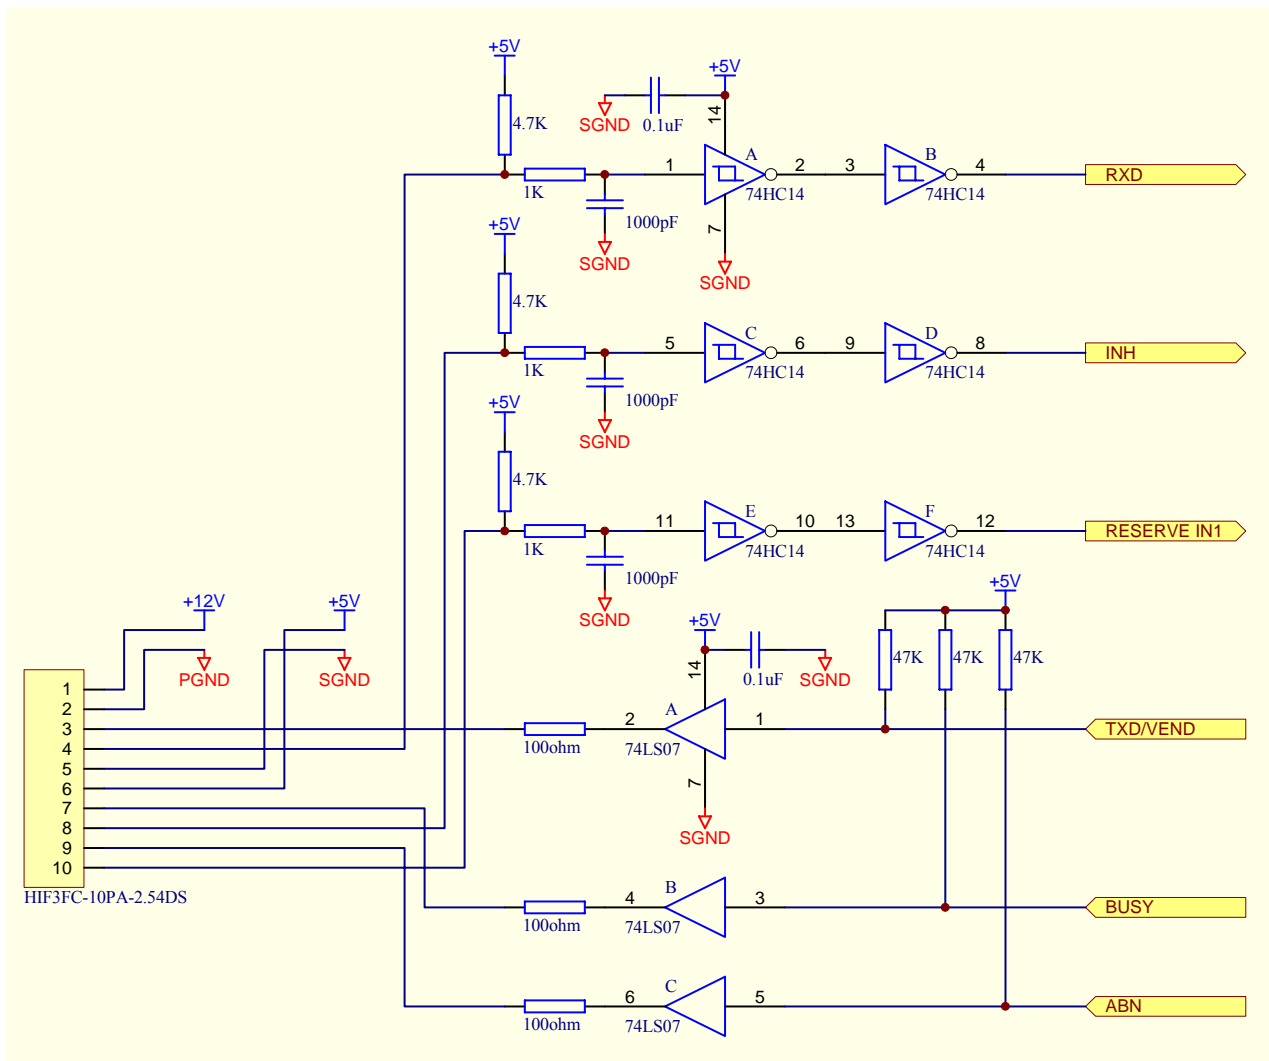 +5V
+5V
4.7K
SGND
0.1uF
14
1
A
2
3
B
4
RXD
1K
74HC14
74HC14
1000pF
7
+5V
SGND
SGND
4.7K
5
C
6
9
D
8
INH
1K
74HC14
74HC14
1000pF
+5V
SGND
4.7K
11
E
10
13
F
12
RESERVE IN1
1K
74HC14
74HC14
1000pF
+5V
+12V
+5V
SGND
+5V
47K
47K
47K
14
PGND
SGND
0.1uF
SGND
1
2
3
4
5
6
7
8
9
10
HIF3FC-10PA-2.54DS
A
2
1
TXD/VEND
100ohm
74LS07
7
SGND
B
4
3
BUSY
100ohm
74LS07
C
6
5
ABN
100ohm
74LS07